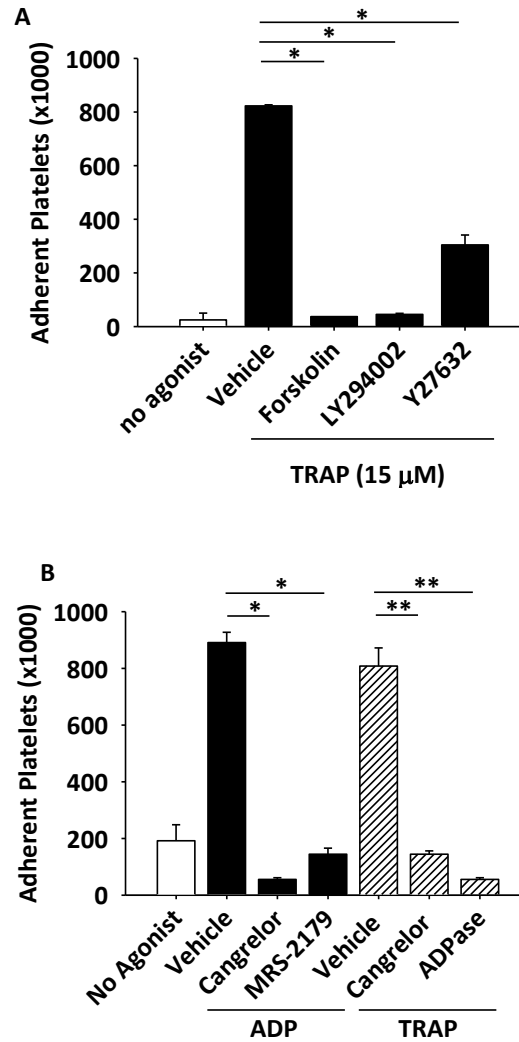 A
Adherent Platelets (x1000)
1000
800
600
400
200
0
*
*
*
no agonist
Vehicle
Forskolin
LY294002
Y27632
TRAP (15 μM)
B
Adherent Platelets (x1000)
1000
800
600
400
200
0
*
*
**
**
No Agonist
Vehicle
Cangrelor
MRS-2179
Vehicle
Cangrelor
ADPase
ADP
TRAP